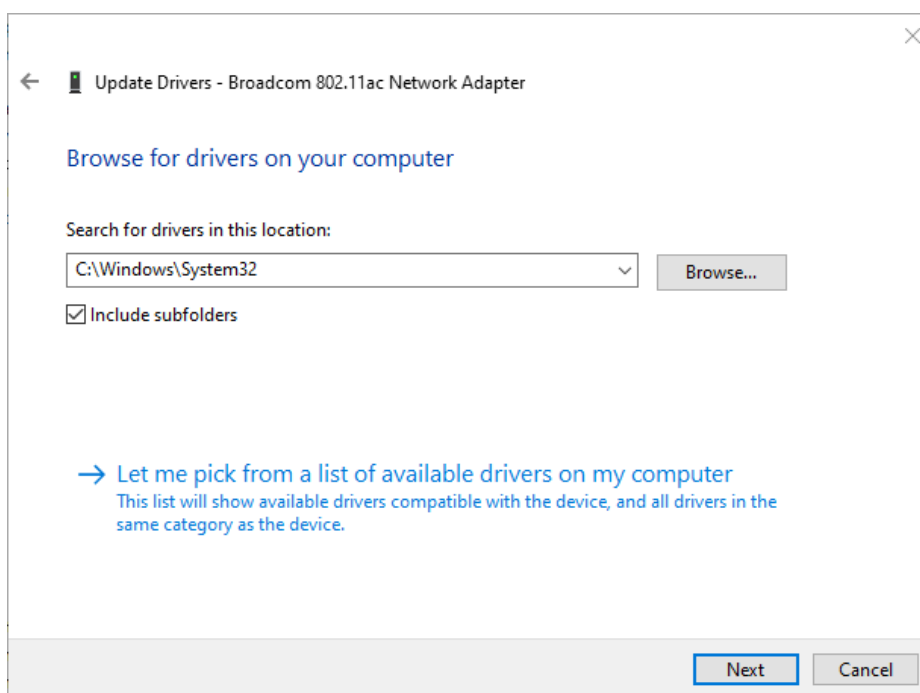 Update Drivers - Broadcom 802.11ac Network Adapter
Browse for drivers on your computer
Search for drivers in this location:
C:\Windows\System32
Browse...
Include subfolders
Let me pick from a list of available drivers on my computer
This list will show available drivers compatible with the device, and all drivers in the
same category as the device.
Next
Cancel